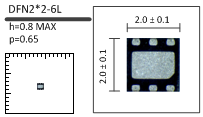 DFN2*2-6L
h=0.8 MAX
p=0.65
2.0 ± 0.1
2.0 ± 0.1